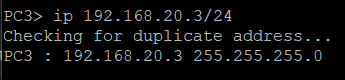 PC3> ip 192.168.20.3/24
Checking for duplicate address...
PC3 : 192.168.20.3 255.255.255.0